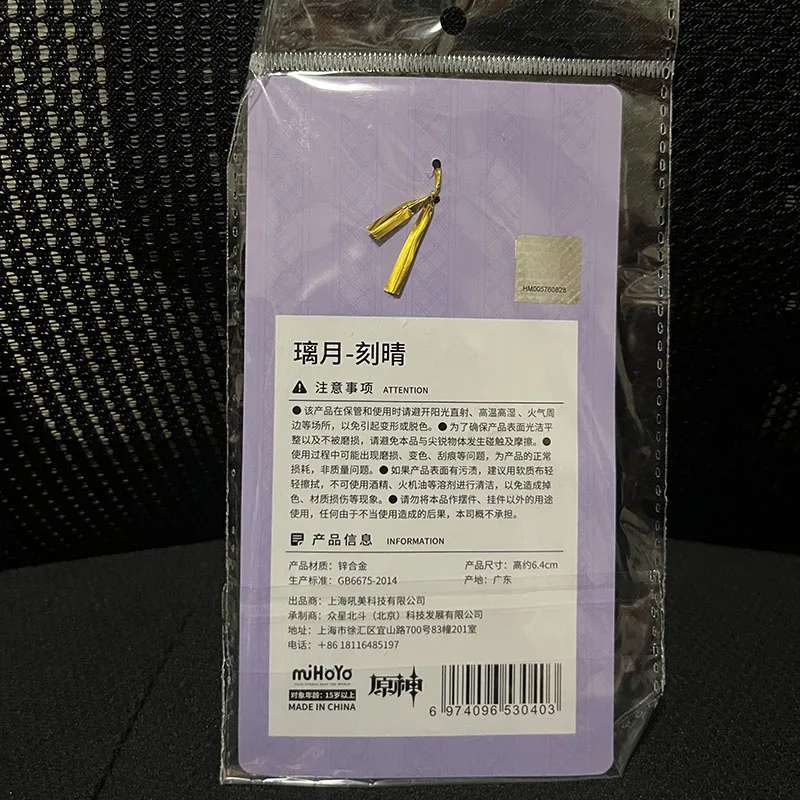 HM005760828
璃月-刻晴
注意事项 ATTENTION
● 该产品在保管和使用时请避开阳光直射、高温高湿、火气周
边等场所，以免引起变形或脱色。● 为了确保产品表面光洁平
整以及不被磨损，请避免本品与尖锐物体发生碰触及摩擦。●
使用过程中可能出现磨损、变色、刮痕等问题，为产品的正常
损耗，非质量问题。● 如果产品表面有污渍，建议用软质布轻
轻擦拭，不可使用酒精、火机油等溶剂进行清洁，以免造成掉
色、材质损伤等现象。● 请勿将本品作摆件、挂件以外的用途
使用，任何由于不当使用造成的后果，本司概不承担。
产品信息 INFORMATION
产品材质：锌合金 产品尺寸：高约6.4cm
生产标准：GB6675-2014 产地：广东
出品商：上海吼美科技有限公司
承制商：众星北斗（北京）科技发展有限公司
地址：上海市徐汇区宜山路700号83幢201室
电话：+86 18116485197
miHoYo
TECH OTAKUS SAVE THE WORLD
原神
对象年龄：15岁以上
MADE IN CHINA
6 974096 530403